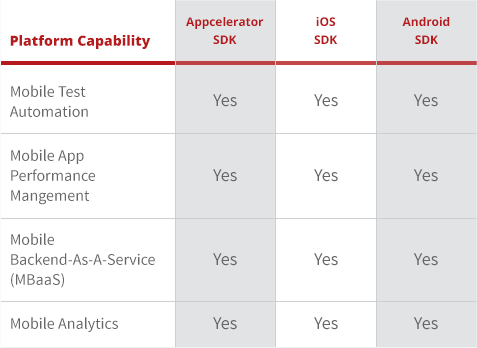 Platform Capability
Appcelerator
SDK
iOS
SDK
Android
SDK
Mobile Test
Automation
Yes
Yes
Yes
Mobile App
Performance
Mangement
Yes
Yes
Yes
Mobile
Backend-As-A-Service
(MBaaS)
Yes
Yes
Yes
Mobile Analytics
Yes
Yes
Yes